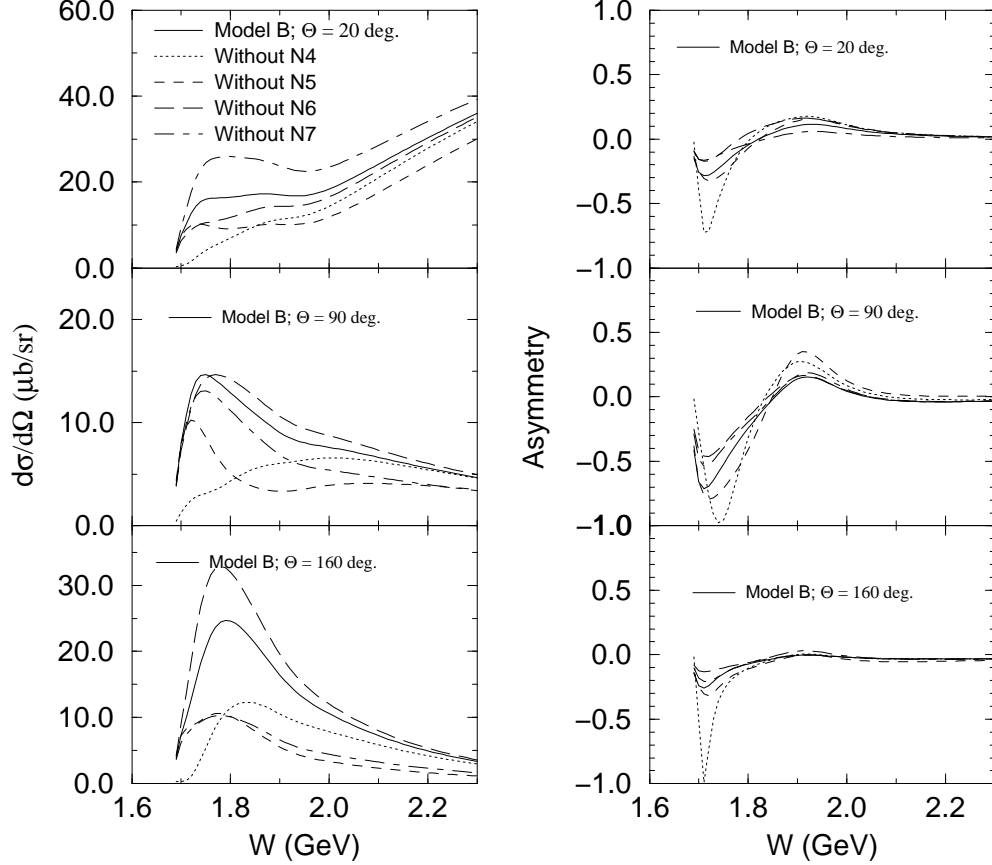 60.0
40.0
20.0
0.0
Model B; Θ = 20 deg.
Without N4
Without N5
Without N6
Without N7
1.0
0.5
0.0
−0.5
−1.0
Model B; Θ = 20 deg.
20.0
10.0
0.0
Model B; Θ = 90 deg.
0.5
0.0
−0.5
−1.0
Model B; Θ = 90 deg.
30.0
20.0
10.0
0.0
Model B; Θ = 160 deg.
0.5
0.0
−0.5
−1.0
Model B; Θ = 160 deg.
dσ/dΩ (μb/sr)
Asymmetry
1.6 1.8 2.0 2.2
W (GeV)
1.6 1.8 2.0 2.2
W (GeV)